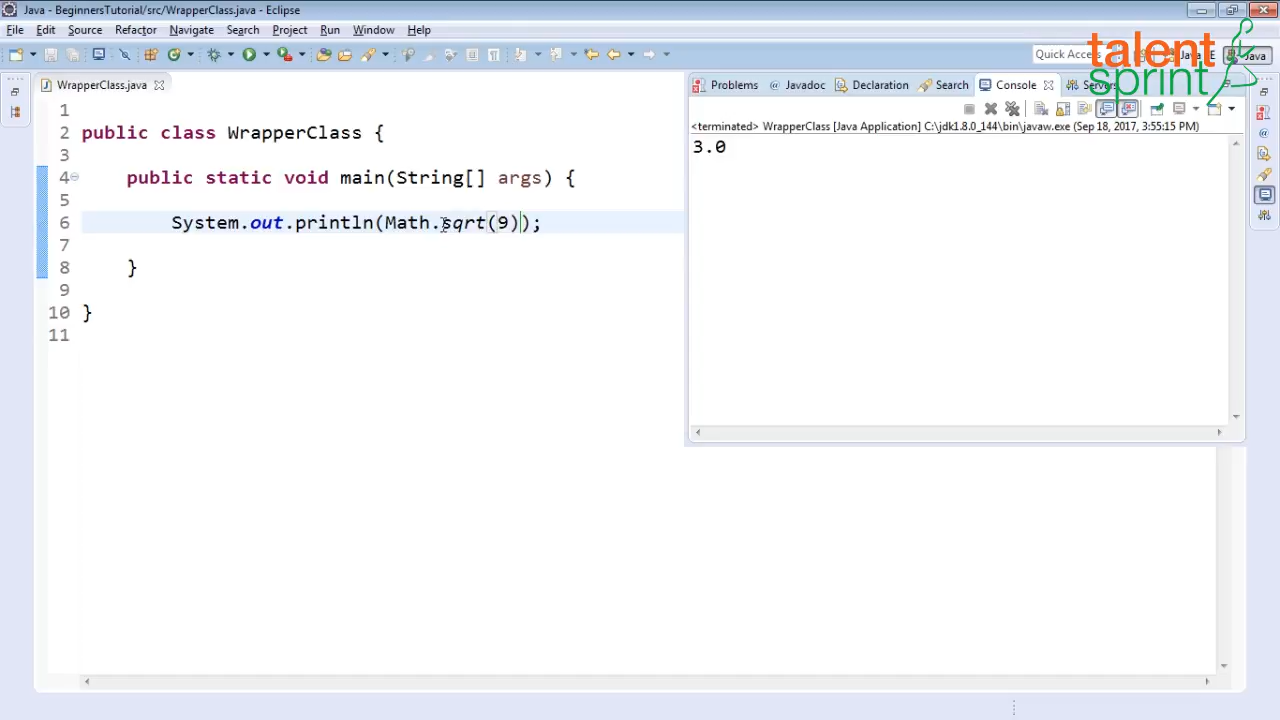 Java - BeginnersTutorial/src/WrapperClass.java - Eclipse
File Edit Source Refactor Navigate Search Project Run Window Help
Quick Access
Java
talent
sprint
WrapperClass.java
Problems @ Javadoc Declaration Search Console Servers
<terminated> WrapperClass [Java Application] C:\jdk1.8.0_144\bin\javaw.exe (Sep 18, 2017, 3:55:15 PM)
3.0
1
2 public class WrapperClass {
3
4 public static void main(String[] args) {
5
6 System.out.println(Math.sqrt(9));
7
8 }
9
10 }
11